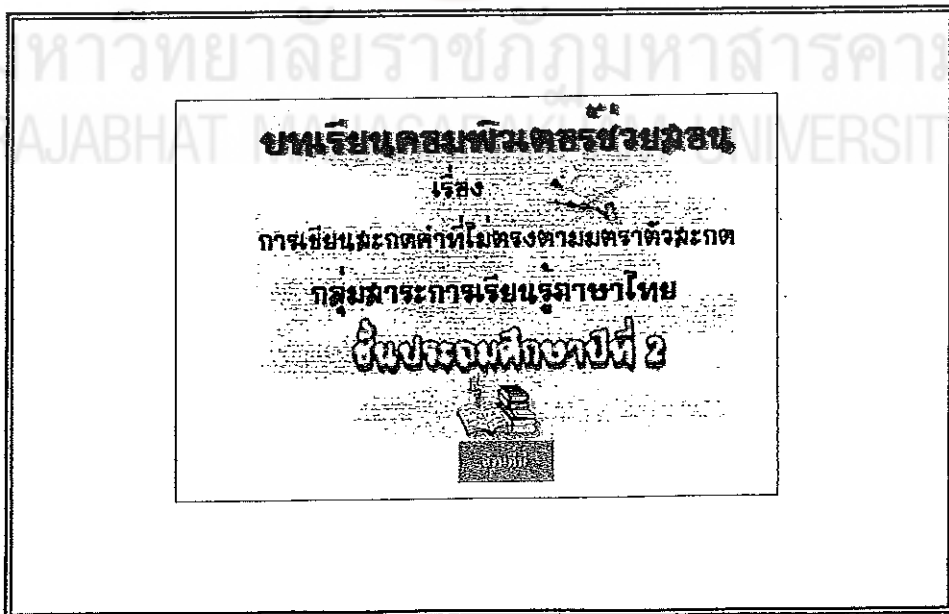 หาวิทยาลัยราชภัฏมหาสารคาม
AJABHAT MAHASARAKHAM UNIVERSIT
บทเรียนคอมพิวเตอร์ช่วยสอน
เรื่อง
การเขียนสะกดคำที่ไม่ตรงตามมาตราตัวสะกด
กลุ่มสาระการเรียนรู้ภาษาไทย
ชั้นประถมศึกษาปีที่ 2